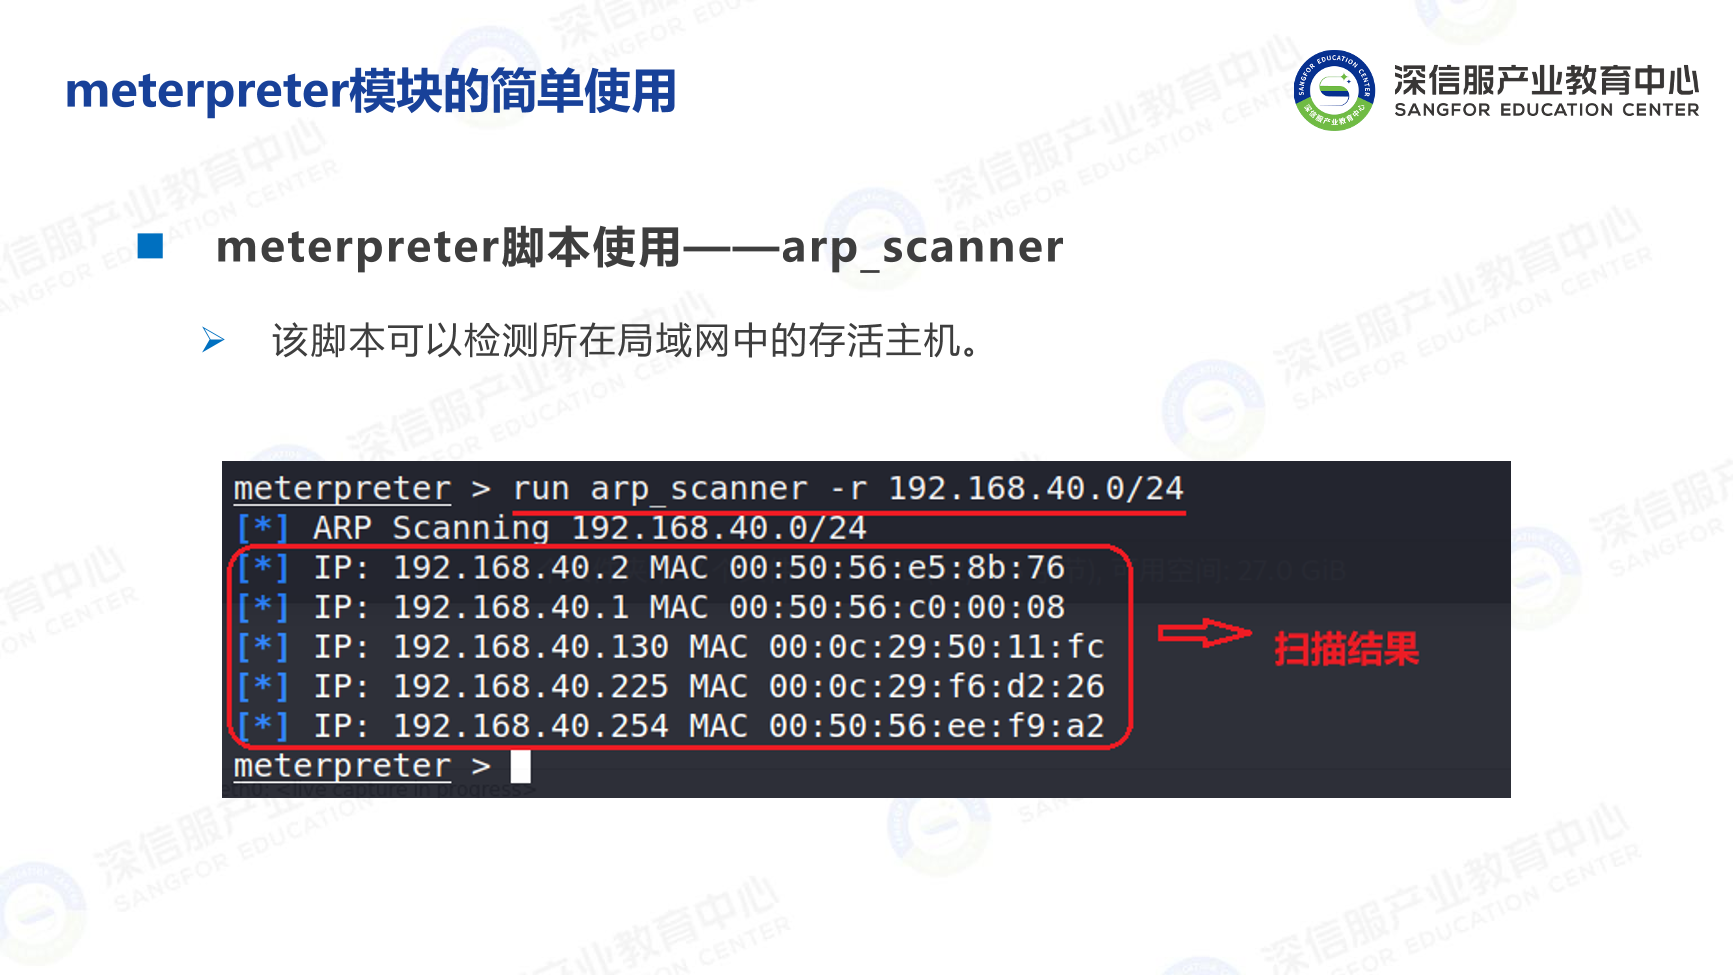 meterpreter模块的简单使用
深信服产业教育中心
SANGFOR EDUCATION CENTER
meterpreter脚本使用——arp_scanner
该脚本可以检测所在局域网中的存活主机。
meterpreter > run arp_scanner -r 192.168.40.0/24
[*] ARP Scanning 192.168.40.0/24
[*] IP: 192.168.40.2 MAC 00:50:56:e5:8b:76
[*] IP: 192.168.40.1 MAC 00:50:56:c0:00:08
[*] IP: 192.168.40.130 MAC 00:0c:29:50:11:fc
[*] IP: 192.168.40.225 MAC 00:0c:29:f6:d2:26
[*] IP: 192.168.40.254 MAC 00:50:56:ee:f9:a2
meterpreter >
扫描结果